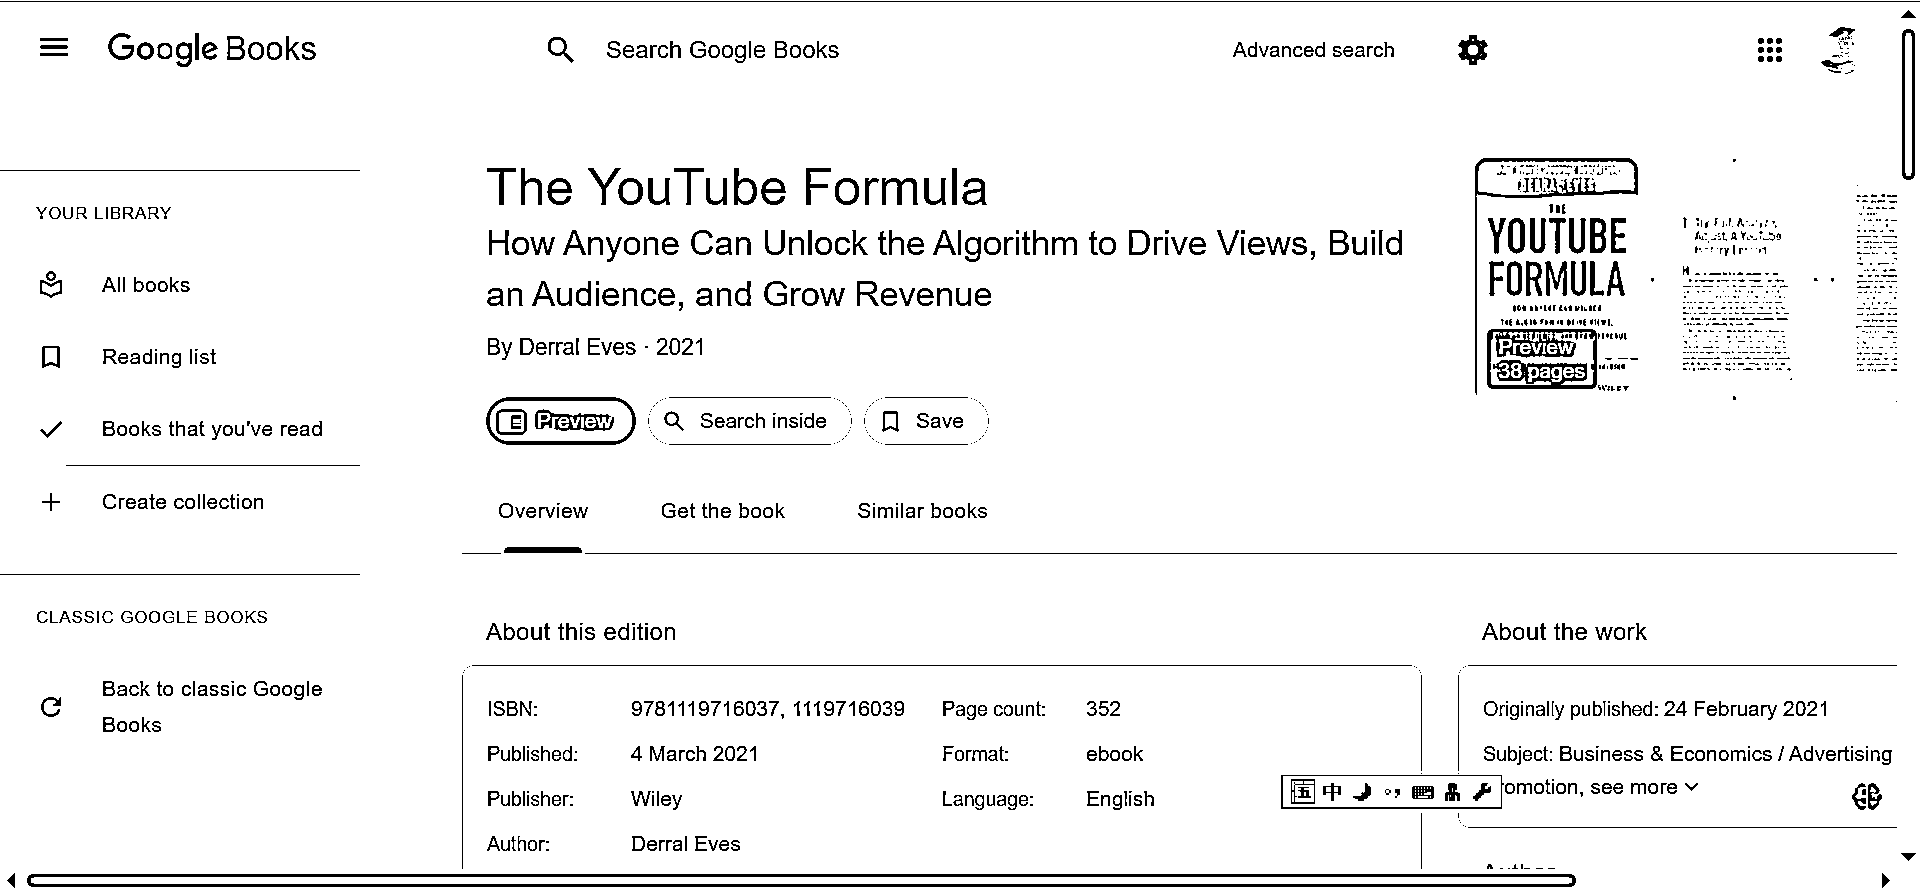 Google Books
Search Google Books
Advanced search
YOUR LIBRARY
All books
Reading list
Books that you've read
Create collection
CLASSIC GOOGLE BOOKS
Back to classic Google
Books
The YouTube Formula
How Anyone Can Unlock the Algorithm to Drive Views, Build
an Audience, and Grow Revenue
By Derral Eves · 2021
Preview
Search inside
Save
THE
YOUTUBE
FORMULA
Preview
38 pages
Overview
Get the book
Similar books
About this edition
ISBN: 9781119716037, 1119716039
Page count: 352
Published: 4 March 2021
Format: ebook
Publisher: Wiley
Language: English
Author: Derral Eves
About the work
Originally published: 24 February 2021
Subject: Business & Economics / Advertising
romotion, see more
五 中